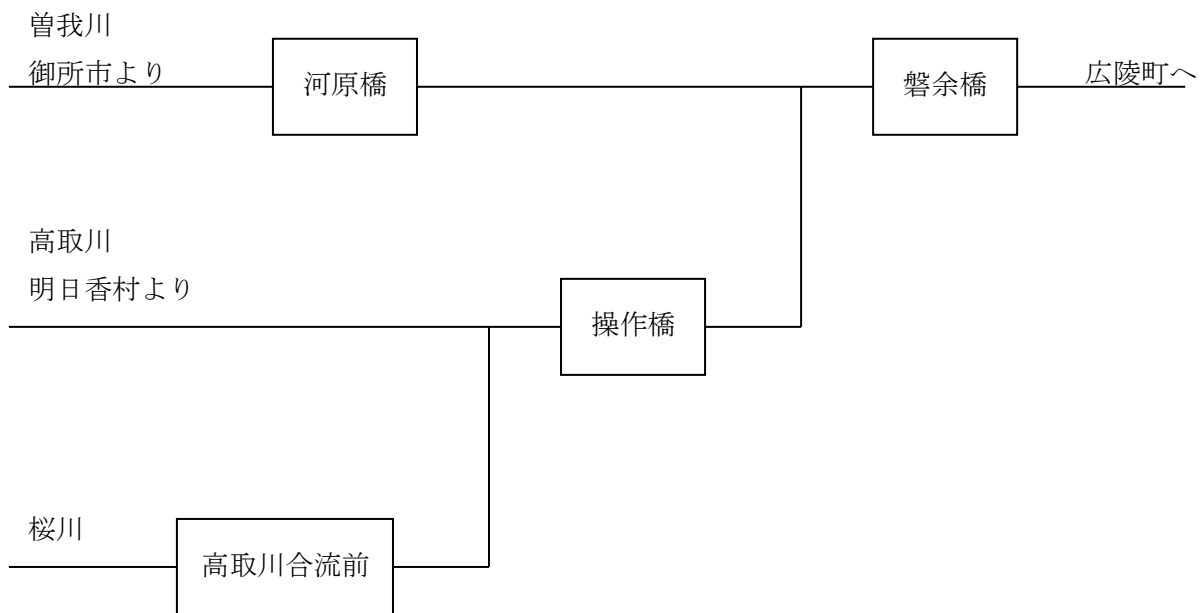 曽我川
御所市より
河原橋
磐余橋
広陵町へ
高取川
明日香村より
操作橋
桜川
高取川合流前